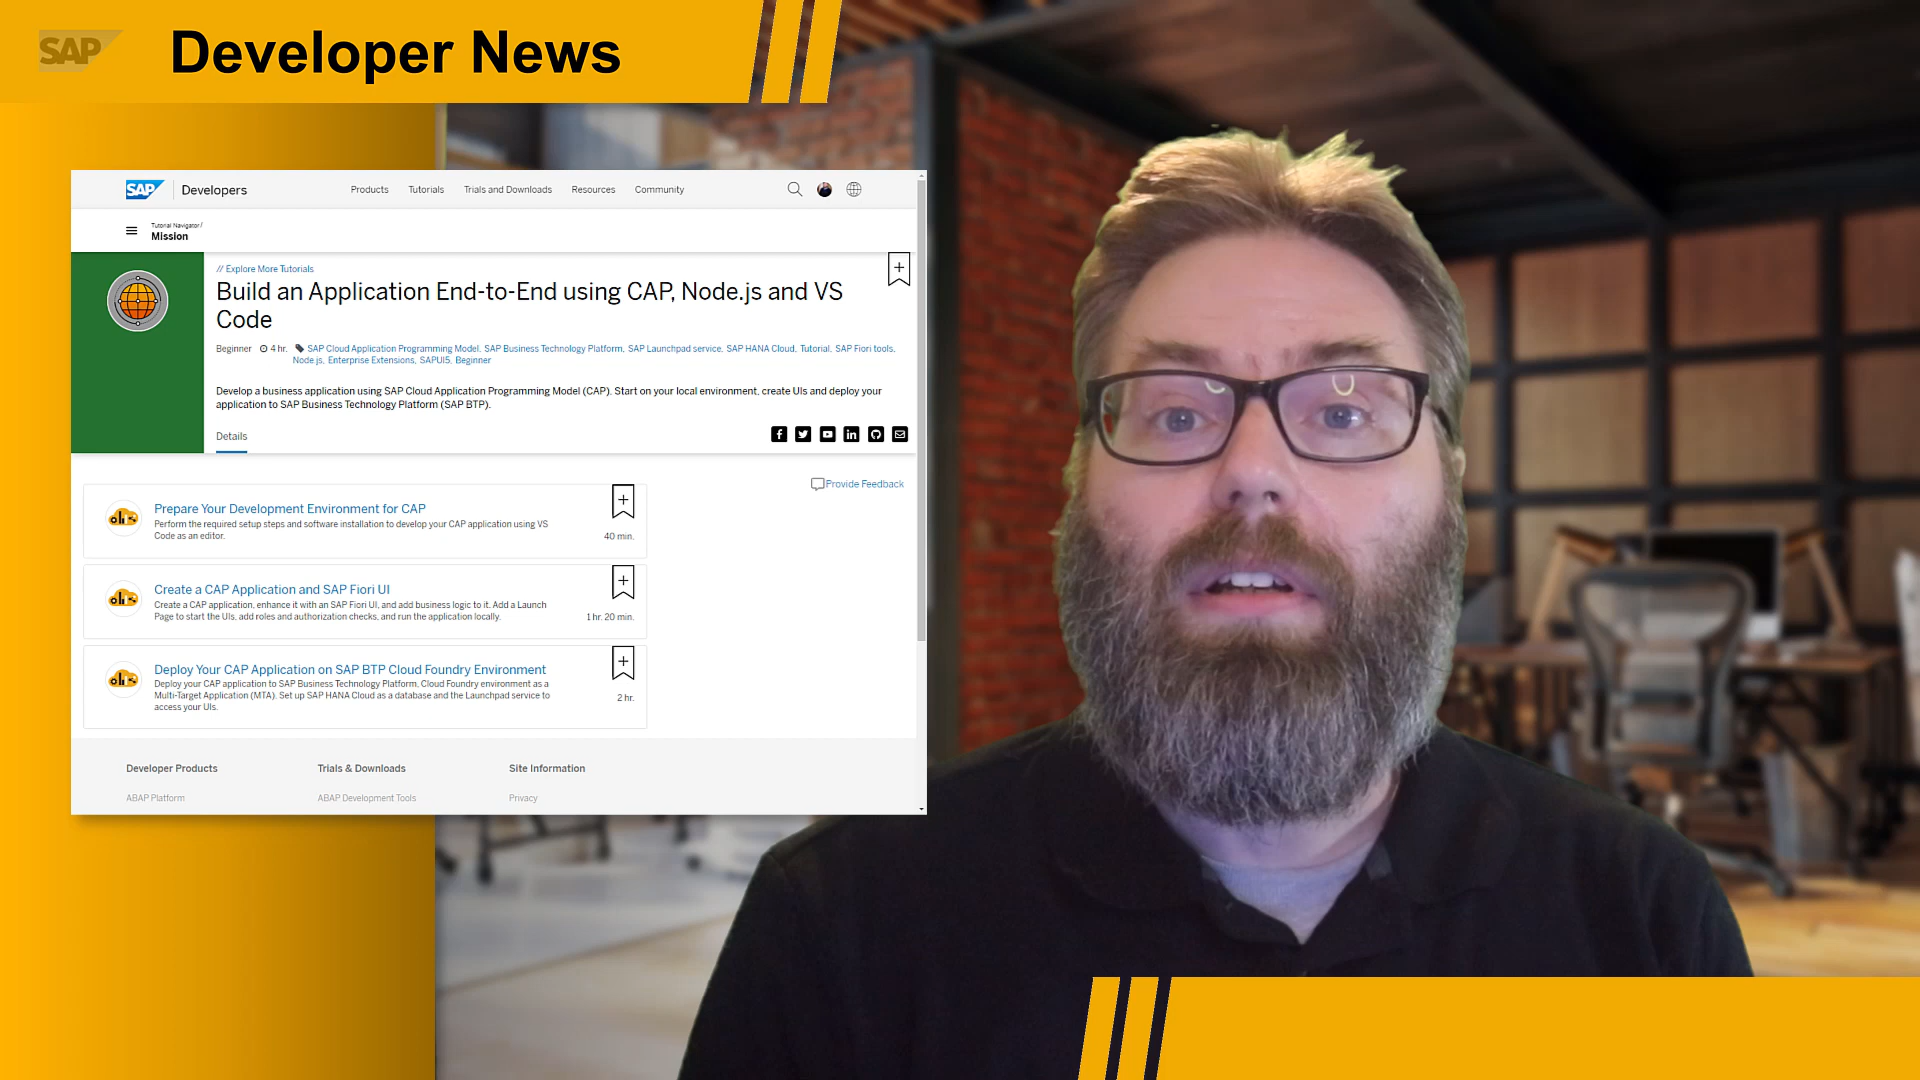 SAP Developer News
SAP Developers Products Tutorials Trials and Downloads Resources Community
Tutorial Navigator /
Mission
// Explore More Tutorials
Build an Application End-to-End using CAP, Node.js and VS
Code
Beginner 4 hr. SAP Cloud Application Programming Model, SAP Business Technology Platform, SAP Launchpad service, SAP HANA Cloud, Tutorial, SAP Fiori tools,
Node js, Enterprise Extensions, SAPUI5, Beginner
Develop a business application using SAP Cloud Application Programming Model (CAP). Start on your local environment, create UIs and deploy your
application to SAP Business Technology Platform (SAP BTP).
Details
Provide Feedback
Prepare Your Development Environment for CAP
Perform the required setup steps and software installation to develop your CAP application using VS
Code as an editor.
40 min.
Create a CAP Application and SAP Fiori UI
Create a CAP application, enhance it with an SAP Fiori UI, and add business logic to it. Add a Launch
Page to start the UIs, add roles and authorization checks, and run the application locally.
1 hr. 20 min.
Deploy Your CAP Application on SAP BTP Cloud Foundry Environment
Deploy your CAP application to SAP Business Technology Platform, Cloud Foundry environment as a
Multi-Target Application (MTA). Set up SAP HANA Cloud as a database and the Launchpad service to
access your UIs.
2 hr.
Developer Products Trials & Downloads Site Information
ABAP Platform ABAP Development Tools Privacy